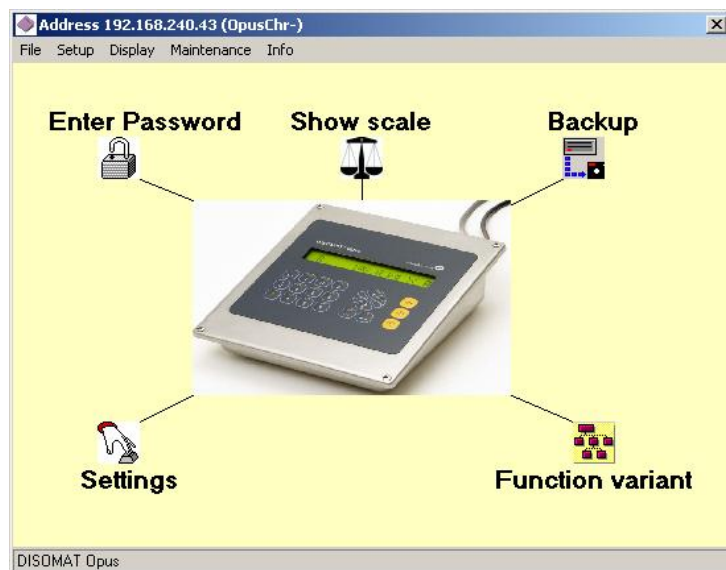 Address 192.168.240.43 (OpusChr-)
File Setup Display Maintenance Info
Enter Password Show scale Backup
Settings Function variant
DISOMAT Opus